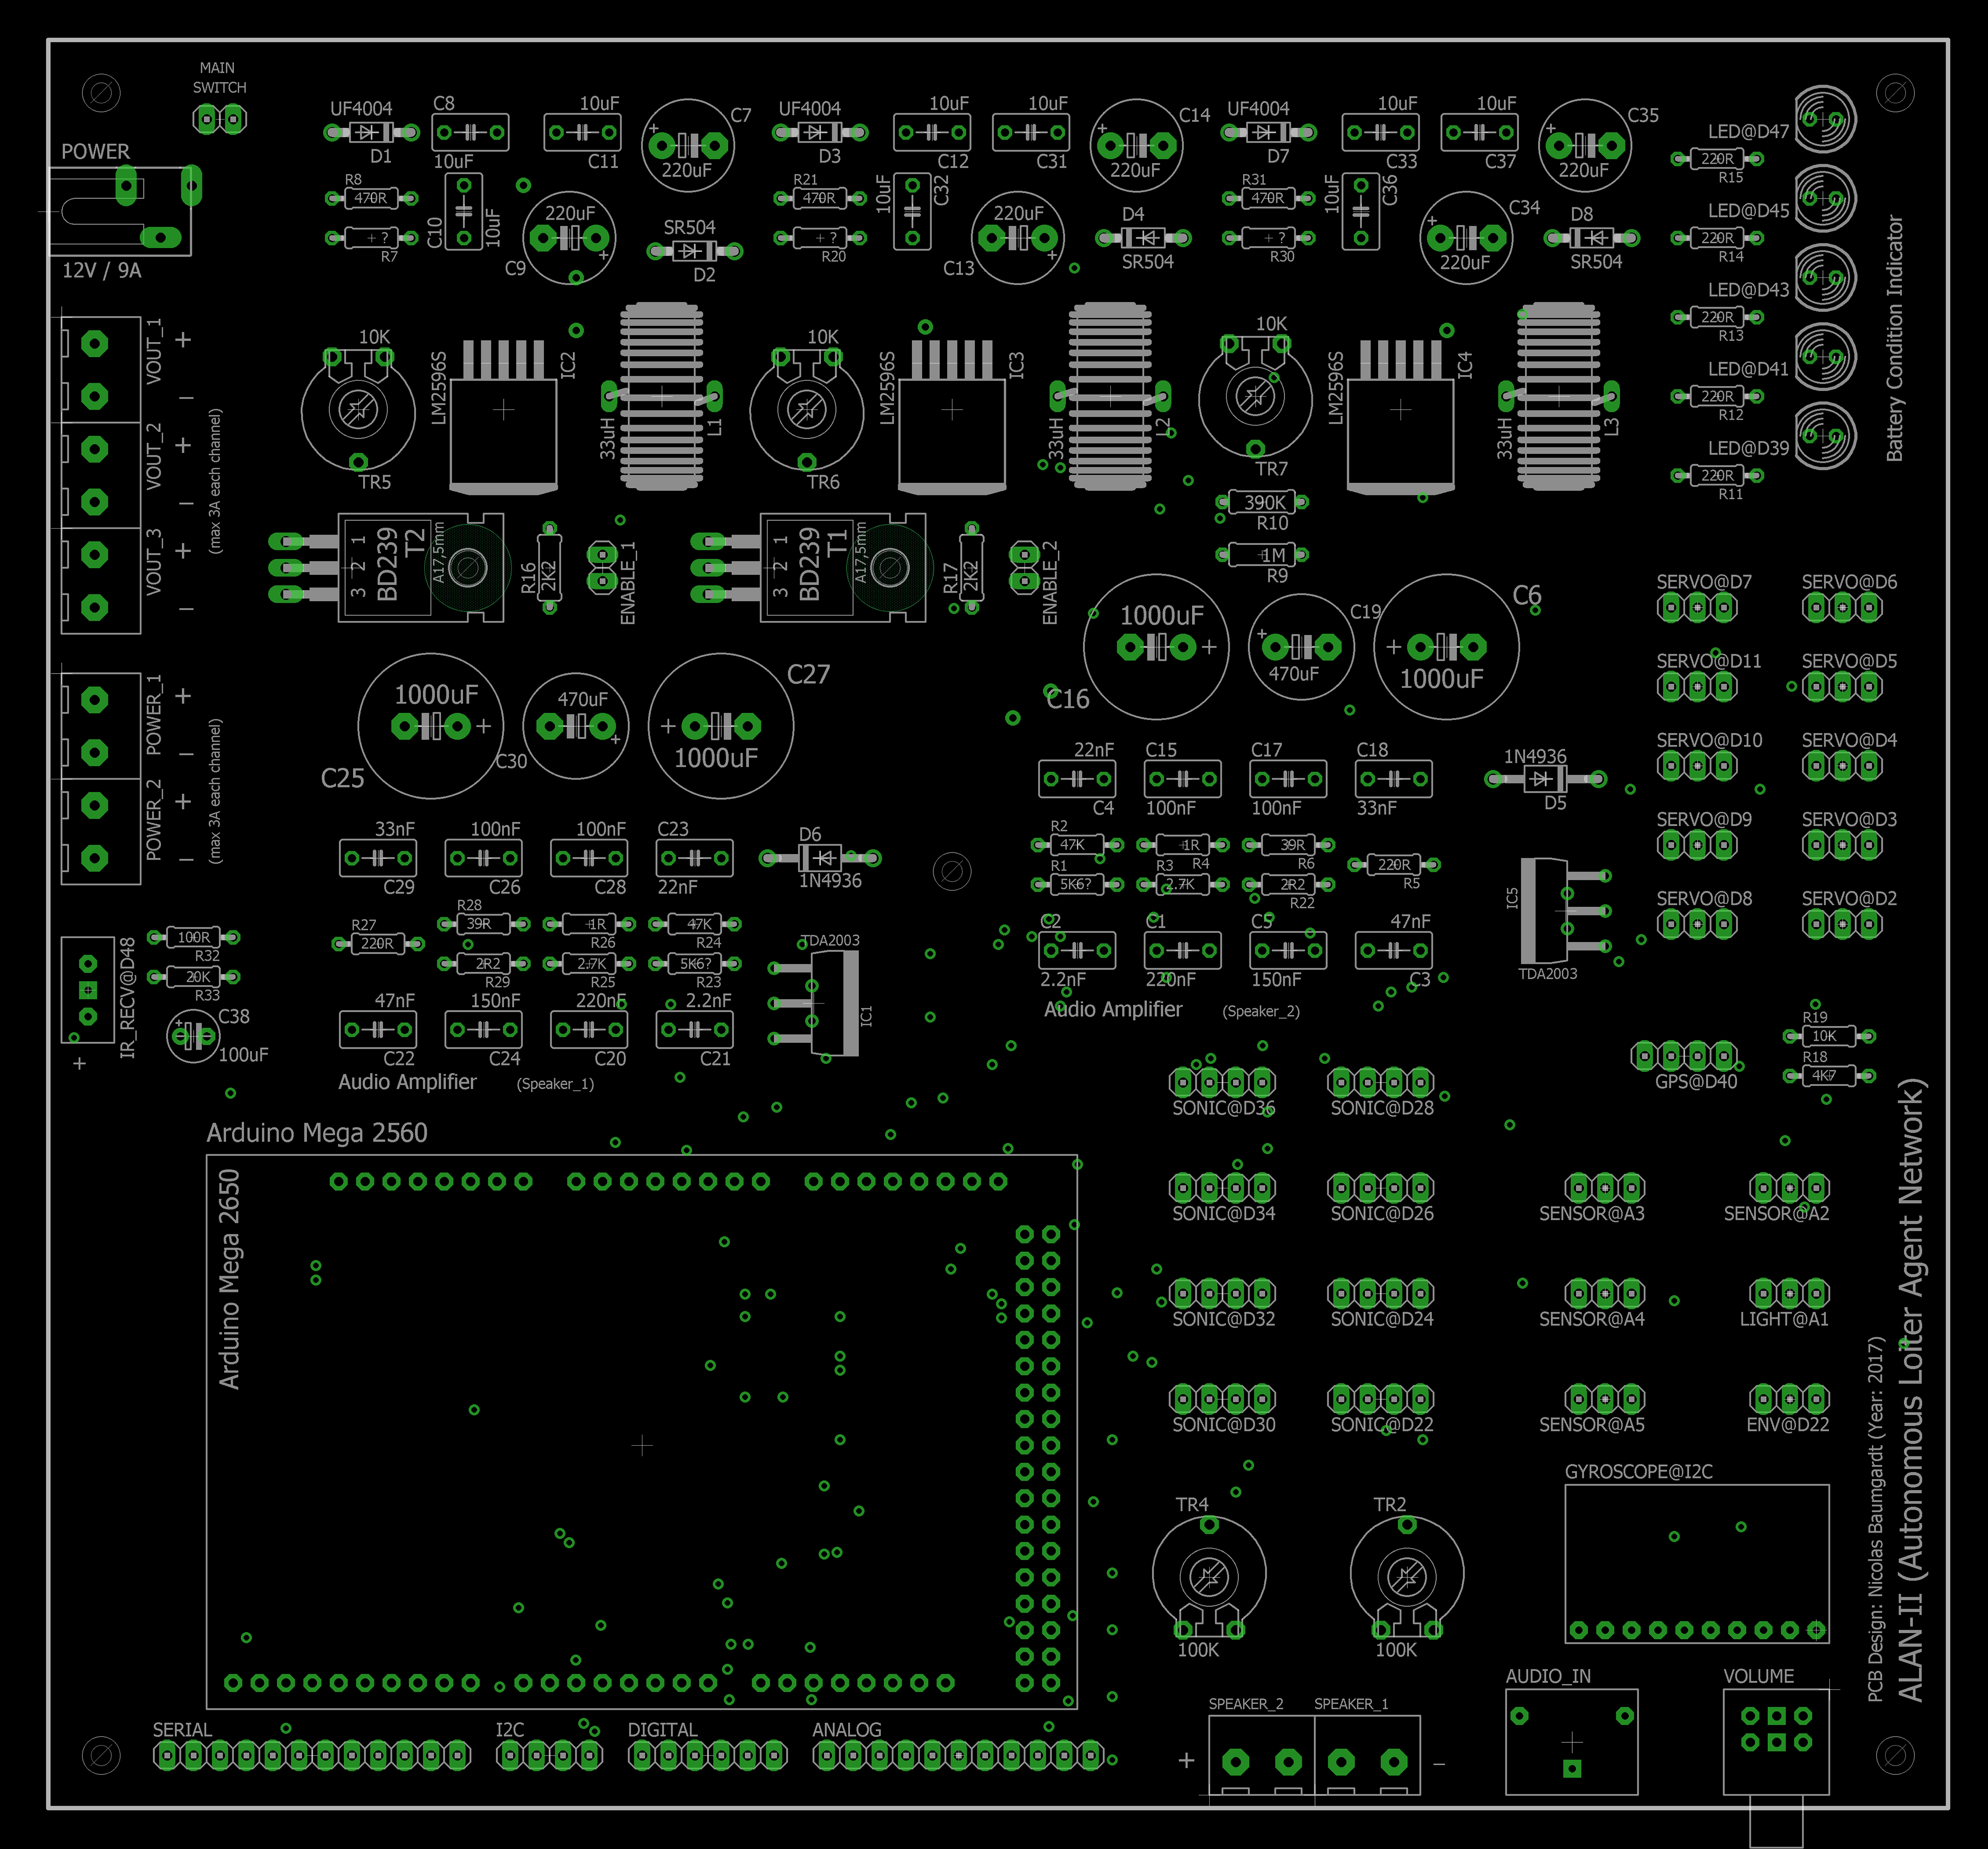 MAIN
SWITCH
POWER
12V / 9A
UF4004
D1
C8
10uF
10uF
C11
C7
220uF
R8
470R
?
R7
C10
10uF
220uF
C9
SR504
D2
UF4004
D3
10uF
C12
10uF
C31
C14
220uF
R21
470R
?
R20
10uF
C32
220uF
C13
D4
SR504
UF4004
D7
10uF
C33
10uF
C37
C35
220uF
R31
470R
?
R30
10uF
C36
C34
220uF
D8
SR504
LED@D47
220R
R15
LED@D45
220R
R14
LED@D43
220R
R13
LED@D41
220R
R12
LED@D39
220R
R11
Battery Condition Indicator
VOUT_1
+
-
VOUT_2
+
-
VOUT_3
+
-
(max 3A each channel)
10K
TR5
LM2596S
IC2
33uH
L1
10K
TR6
LM2596S
IC3
33uH
L2
10K
TR7
LM2596S
IC4
33uH
L3
390K
R10
1M
R9
1
2
3
BD239
T2
A17,5mm
R16
2K2
ENABLE_1
1
2
3
BD239
T1
A17,5mm
R17
2K2
ENABLE_2
POWER_1
+
-
POWER_2
+
-
(max 3A each channel)
1000uF
C25
470uF
C30
C27
1000uF
1000uF
C16
C19
470uF
C6
1000uF
SERVO@D7
SERVO@D6
SERVO@D11
SERVO@D5
SERVO@D10
SERVO@D4
SERVO@D9
SERVO@D3
SERVO@D8
SERVO@D2
22nF
C4
C15
100nF
C17
100nF
C18
33nF
1N4936
D5
R2
47K
R1
5K6?
1R
R4
R3
2.7K
39R
R6
2R2
R22
220R
R5
C2
2.2nF
C1
220nF
C5
150nF
47nF
C3
IC5
TDA2003
Audio Amplifier
(Speaker_2)
33nF
C29
100nF
C26
100nF
C28
C23
22nF
D6
1N4936
R27
220R
R28
39R
2R2
R29
1R
R26
2.7K
R25
47K
R24
5K6?
R23
TDA2003
IC1
47nF
C22
150nF
C24
220nF
C20
2.2nF
C21
Audio Amplifier
(Speaker_1)
IR_RECV@D48
+
100R
R32
20K
R33
C38
100uF
GPS@D40
R19
10K
R18
4K7
SONIC@D36
SONIC@D28
SONIC@D34
SONIC@D26
SONIC@D32
SONIC@D24
SONIC@D30
SONIC@D22
SENSOR@A3
SENSOR@A2
SENSOR@A4
LIGHT@A1
SENSOR@A5
ENV@D22
GYROSCOPE@I2C
Arduino Mega 2560
Arduino Mega 2650
TR4
100K
TR2
100K
SERIAL
I2C
DIGITAL
ANALOG
SPEAKER_2
SPEAKER_1
+
-
AUDIO_IN
VOLUME
PCB Design: Nicolas Baumgardt (Year: 2017)
ALAN-II (Autonomous Loiter Agent Network)